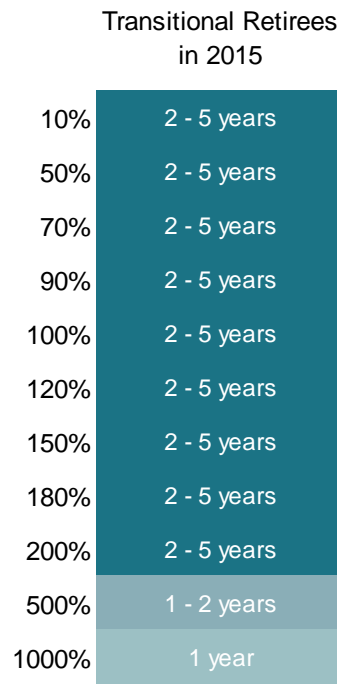 Transitional Retirees
in 2015
10% 2 - 5 years
50% 2 - 5 years
70% 2 - 5 years
90% 2 - 5 years
100% 2 - 5 years
120% 2 - 5 years
150% 2 - 5 years
180% 2 - 5 years
200% 2 - 5 years
500% 1 - 2 years
1000% 1 year